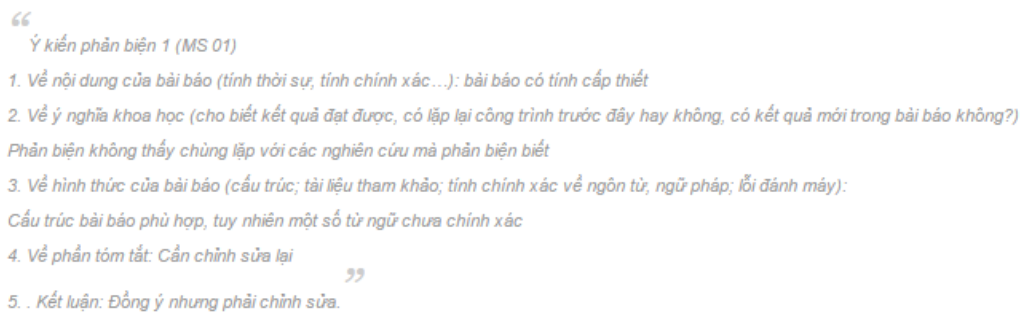 “
Ý kiến phản biện 1 (MS 01)
1. Về nội dung của bài báo (tính thời sự, tính chính xác…): bài báo có tính cấp thiết
2. Về ý nghĩa khoa học (cho biết kết quả đạt được, có lặp lại công trình trước đây hay không, có kết quả mới trong bài báo không?)
Phản biện không thấy chùng lặp với các nghiên cứu mà phản biện biết
3. Về hình thức của bài báo (cấu trúc; tài liệu tham khảo; tính chính xác về ngôn từ, ngữ pháp; lỗi đánh máy):
Cấu trúc bài báo phù hợp, tuy nhiên một số từ ngữ chưa chính xác
4. Về phần tóm tắt: Cần chỉnh sửa lại
5. . Kết luận: Đồng ý nhưng phải chỉnh sửa. ”